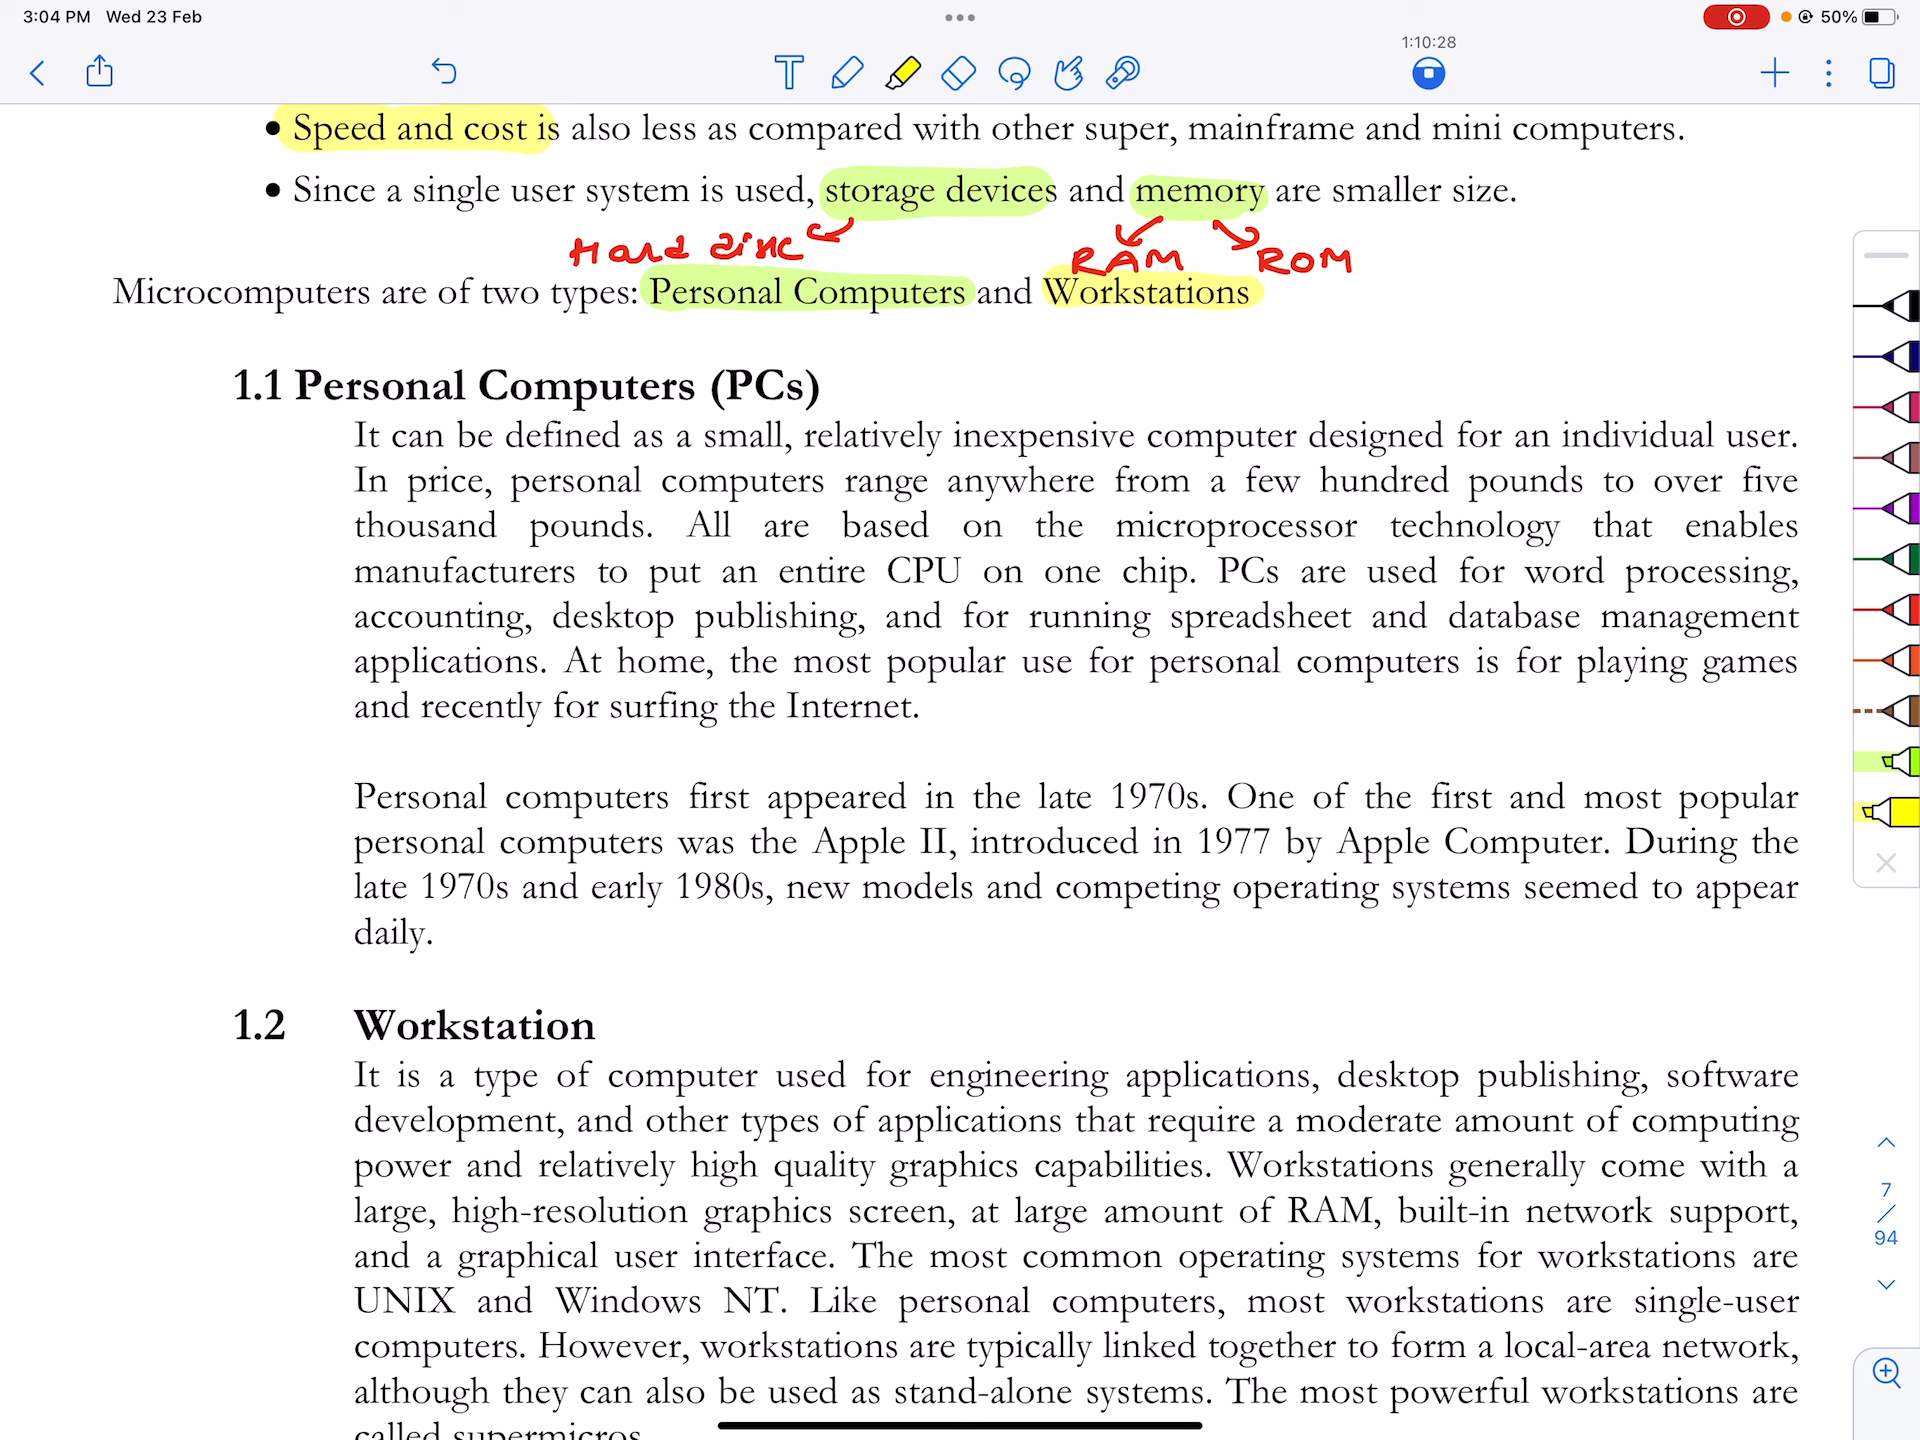 3:04 PM Wed 23 Feb
50%
1:10:28
• Speed and cost is also less as compared with other super, mainframe and mini computers.
• Since a single user system is used, storage devices and memory are smaller size.
Hard disc RAM ROM
Microcomputers are of two types: Personal Computers and Workstations
1.1 Personal Computers (PCs)
It can be defined as a small, relatively inexpensive computer designed for an individual user.
In price, personal computers range anywhere from a few hundred pounds to over five
thousand pounds. All are based on the microprocessor technology that enables
manufacturers to put an entire CPU on one chip. PCs are used for word processing,
accounting, desktop publishing, and for running spreadsheet and database management
applications. At home, the most popular use for personal computers is for playing games
and recently for surfing the Internet.
Personal computers first appeared in the late 1970s. One of the first and most popular
personal computers was the Apple II, introduced in 1977 by Apple Computer. During the
late 1970s and early 1980s, new models and competing operating systems seemed to appear
daily.
1.2 Workstation
It is a type of computer used for engineering applications, desktop publishing, software
development, and other types of applications that require a moderate amount of computing
power and relatively high quality graphics capabilities. Workstations generally come with a
large, high-resolution graphics screen, at large amount of RAM, built-in network support,
and a graphical user interface. The most common operating systems for workstations are
UNIX and Windows NT. Like personal computers, most workstations are single-user
computers. However, workstations are typically linked together to form a local-area network,
although they can also be used as stand-alone systems. The most powerful workstations are
called supermicros.
7
/
94